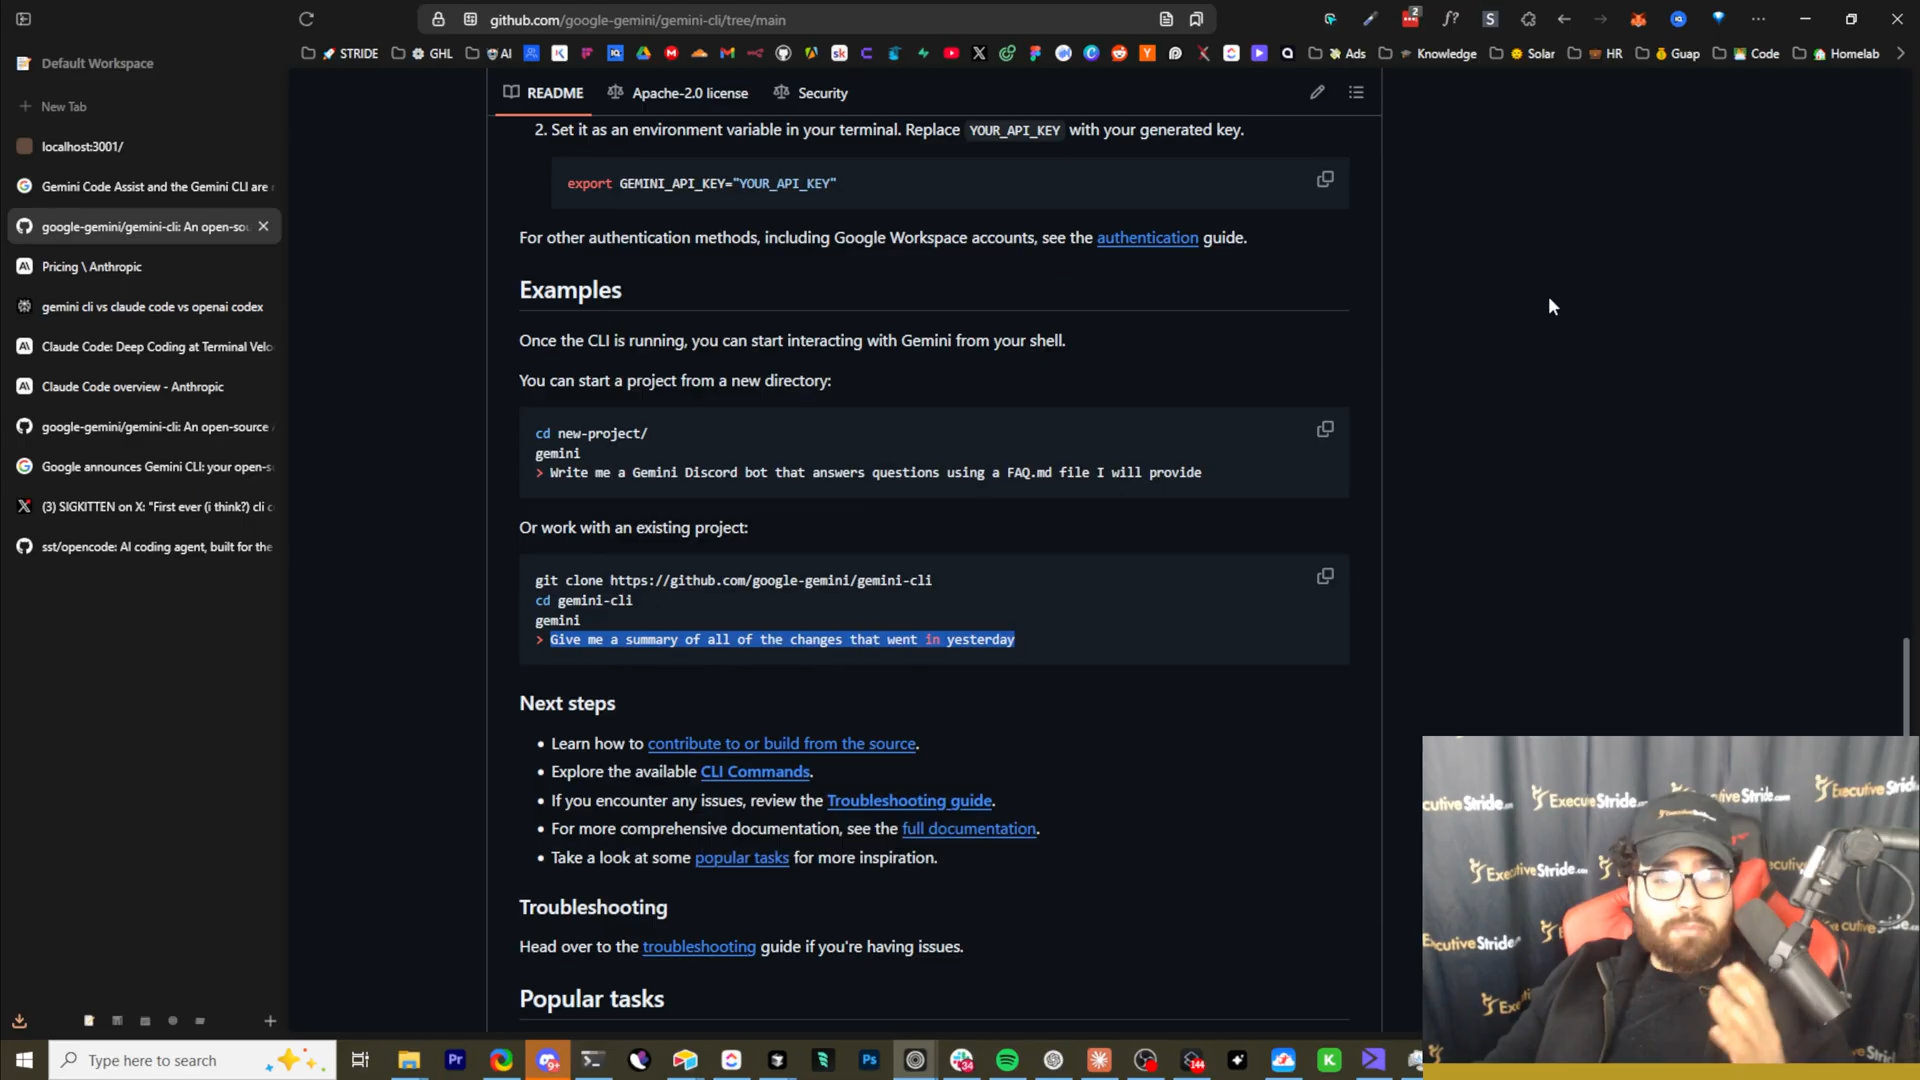 github.com/google-gemini/gemini-cli/tree/main
2
STRIDE
GHL
AI
Ads
Knowledge
Solar
HR
Guap
Code
Homelab
Default Workspace
New Tab
localhost:3001/
Gemini Code Assist and the Gemini CLI are
google-gemini/gemini-cli: An open-so
Pricing \ Anthropic
gemini cli vs claude code vs openai codex
Claude Code: Deep Coding at Terminal Velo
Claude Code overview - Anthropic
google-gemini/gemini-cli: An open-source
Google announces Gemini CLI: your open-s
(3) SIGKITTEN on X: "First ever (i think?) cli c
sst/opencode: AI coding agent, built for the
README
Apache-2.0 license
Security
2. Set it as an environment variable in your terminal. Replace YOUR_API_KEY with your generated key.
export GEMINI_API_KEY="YOUR_API_KEY"
For other authentication methods, including Google Workspace accounts, see the authentication guide.
Examples
Once the CLI is running, you can start interacting with Gemini from your shell.
You can start a project from a new directory:
cd new-project/
gemini
> Write me a Gemini Discord bot that answers questions using a FAQ.md file I will provide
Or work with an existing project:
git clone https://github.com/google-gemini/gemini-cli
cd gemini-cli
gemini
> Give me a summary of all of the changes that went in yesterday
Next steps
• Learn how to contribute to or build from the source.
• Explore the available CLI Commands.
• If you encounter any issues, review the Troubleshooting guide.
• For more comprehensive documentation, see the full documentation.
• Take a look at some popular tasks for more inspiration.
Troubleshooting
Head over to the troubleshooting guide if you're having issues.
Popular tasks
ExecutiveStride
Type here to search